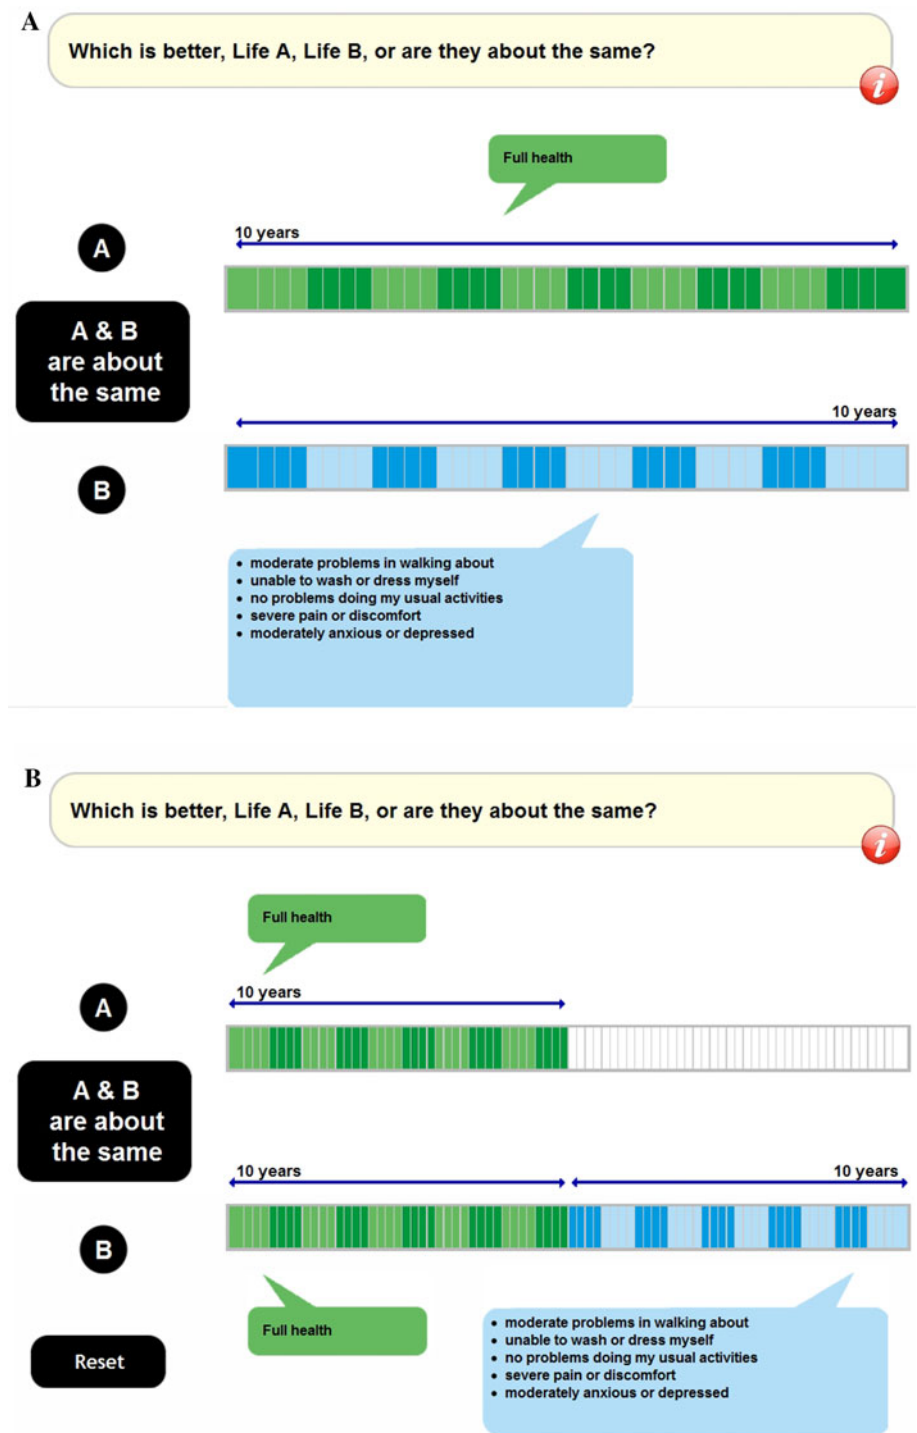 A
Which is better, Life A, Life B, or are they about the same?
i
Full health
10 years
A
A & B
are about
the same
10 years
B
• moderate problems in walking about
• unable to wash or dress myself
• no problems doing my usual activities
• severe pain or discomfort
• moderately anxious or depressed
B
Which is better, Life A, Life B, or are they about the same?
i
Full health
10 years
A
A & B
are about
the same
10 years
10 years
B
Full health
• moderate problems in walking about
• unable to wash or dress myself
• no problems doing my usual activities
• severe pain or discomfort
• moderately anxious or depressed
Reset